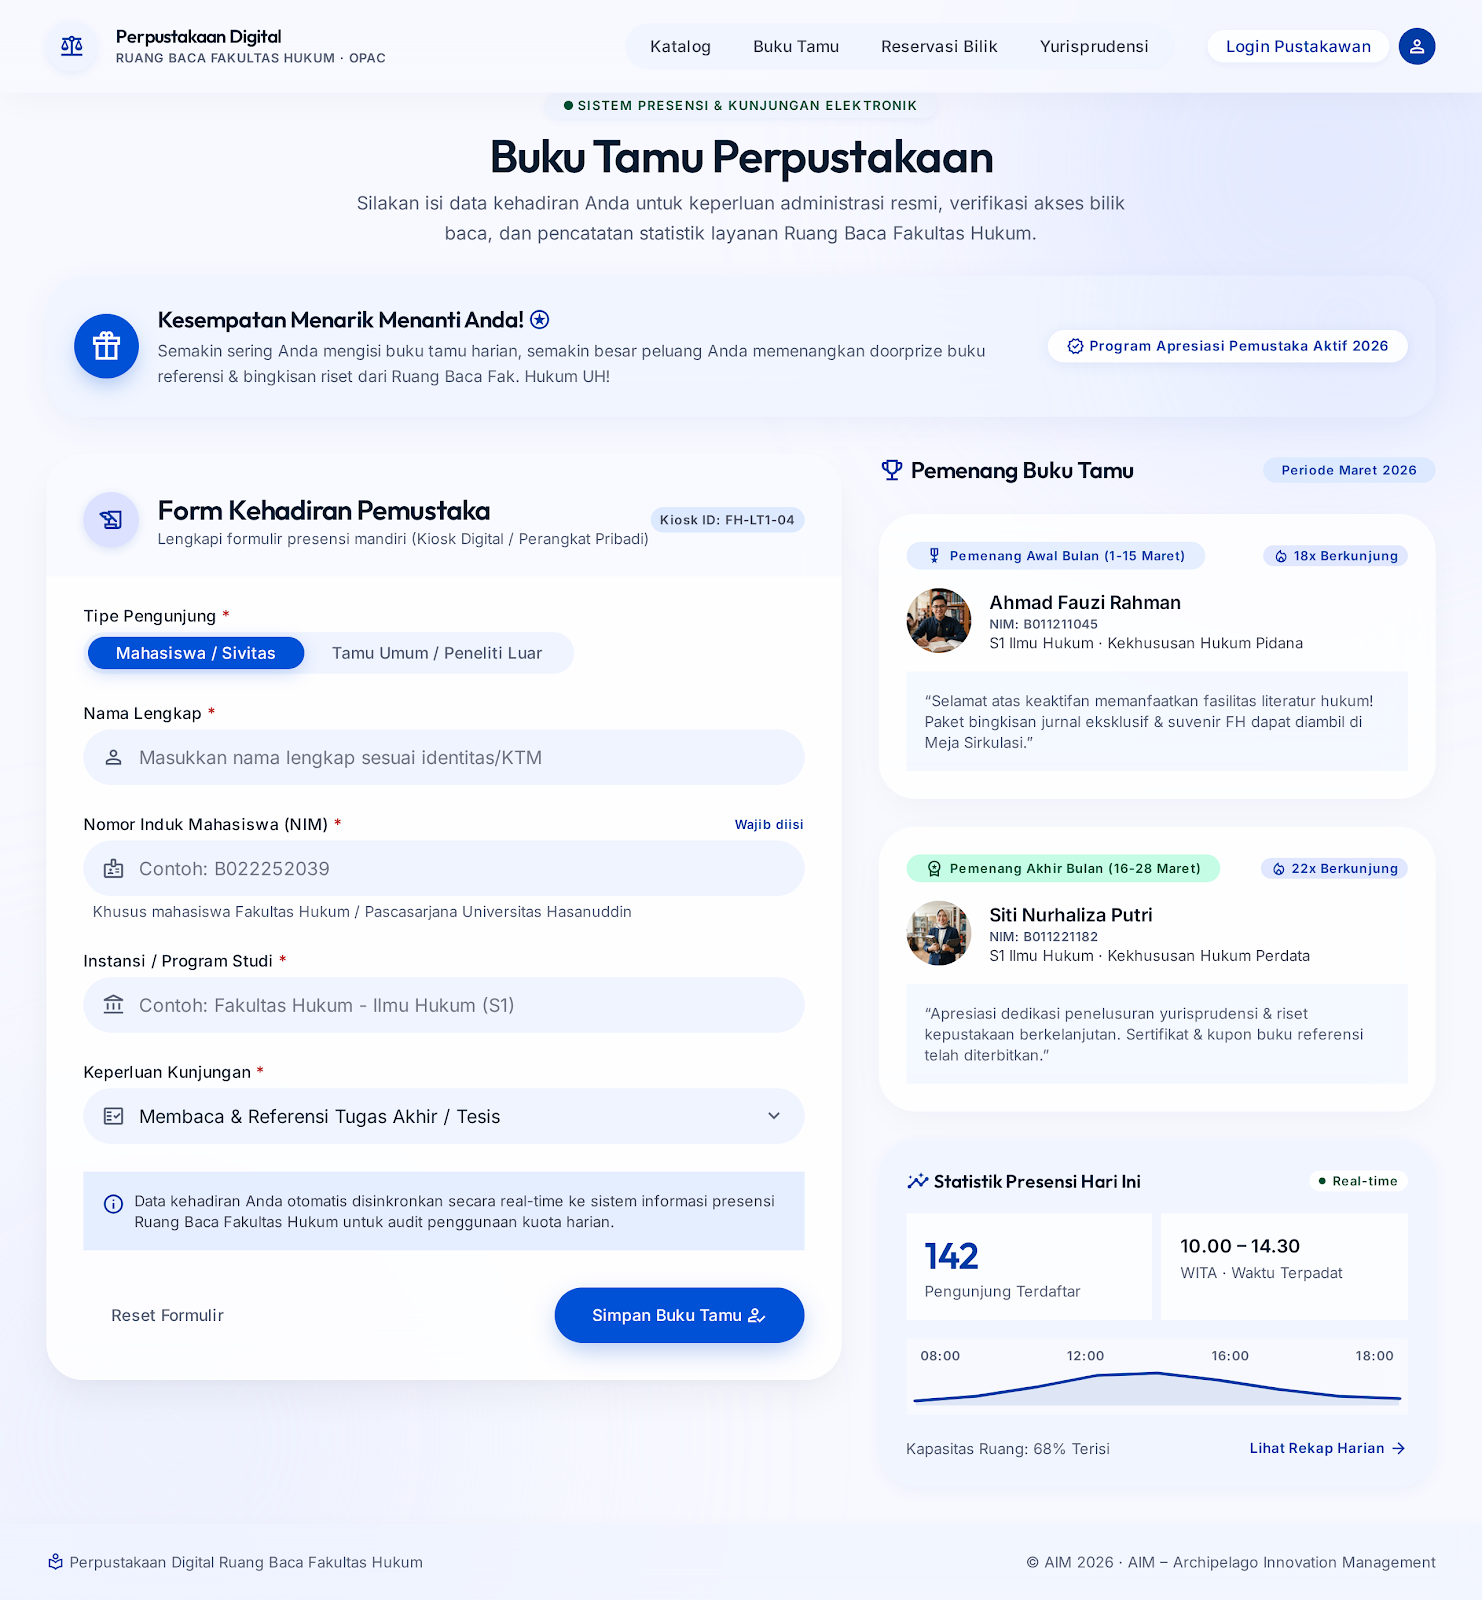 Perpustakaan Digital
RUANG BACA FAKULTAS HUKUM · OPAC
Katalog
Buku Tamu
Reservasi Bilik
Yurisprudensi
Login Pustakawan
SISTEM PRESENSI & KUNJUNGAN ELEKTRONIK
Buku Tamu Perpustakaan
Silakan isi data kehadiran Anda untuk keperluan administrasi resmi, verifikasi akses bilik
baca, dan pencatatan statistik layanan Ruang Baca Fakultas Hukum.
Kesempatan Menarik Menanti Anda!
Semakin sering Anda mengisi buku tamu harian, semakin besar peluang Anda memenangkan doorprize buku
referensi & bingkisan riset dari Ruang Baca Fak. Hukum UH!
Program Apresiasi Pemustaka Aktif 2026
Form Kehadiran Pemustaka
Lengkapi formulir presensi mandiri (Kiosk Digital / Perangkat Pribadi)
Kiosk ID: FH-LT1-04
Tipe Pengunjung *
Mahasiswa / Sivitas
Tamu Umum / Peneliti Luar
Nama Lengkap *
Masukkan nama lengkap sesuai identitas/KTM
Nomor Induk Mahasiswa (NIM) *
Wajib diisi
Contoh: B022252039
Khusus mahasiswa Fakultas Hukum / Pascasarjana Universitas Hasanuddin
Instansi / Program Studi *
Contoh: Fakultas Hukum - Ilmu Hukum (S1)
Keperluan Kunjungan *
Membaca & Referensi Tugas Akhir / Tesis
Data kehadiran Anda otomatis disinkronkan secara real-time ke sistem informasi presensi
Ruang Baca Fakultas Hukum untuk audit penggunaan kuota harian.
Reset Formulir
Simpan Buku Tamu
Pemenang Buku Tamu
Periode Maret 2026
Pemenang Awal Bulan (1-15 Maret)
18x Berkunjung
Ahmad Fauzi Rahman
NIM: B011211045
S1 Ilmu Hukum · Kekhususan Hukum Pidana
“Selamat atas keaktifan memanfaatkan fasilitas literatur hukum!
Paket bingkisan jurnal eksklusif & suvenir FH dapat diambil di
Meja Sirkulasi.”
Pemenang Akhir Bulan (16-28 Maret)
22x Berkunjung
Siti Nurhaliza Putri
NIM: B011221182
S1 Ilmu Hukum · Kekhususan Hukum Perdata
“Apresiasi dedikasi penelusuran yurisprudensi & riset
kepustakaan berkelanjutan. Sertifikat & kupon buku referensi
telah diterbitkan.”
Statistik Presensi Hari Ini
Real-time
142
Pengunjung Terdaftar
10.00 – 14.30
WITA · Waktu Terpadat
08:00
12:00
16:00
18:00
Kapasitas Ruang: 68% Terisi
Lihat Rekap Harian
Perpustakaan Digital Ruang Baca Fakultas Hukum
© AIM 2026 · AIM – Archipelago Innovation Management